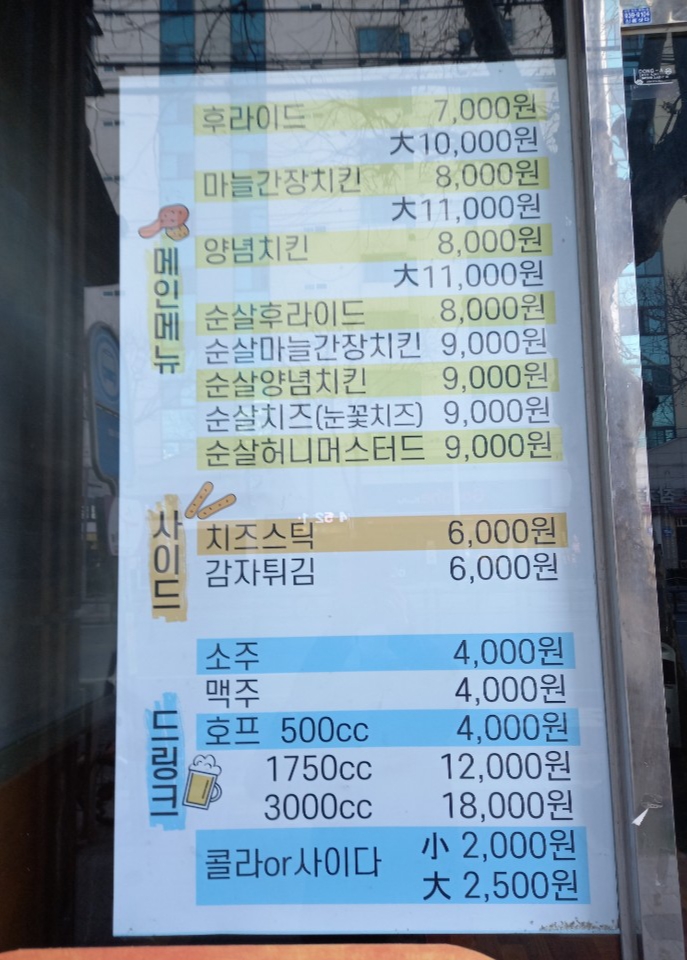 메인메뉴
후라이드 7,000원
大10,000원
마늘간장치킨 8,000원
大11,000원
양념치킨 8,000원
大11,000원
순살후라이드 8,000원
순살마늘간장치킨 9,000원
순살양념치킨 9,000원
순살치즈(눈꽃치즈) 9,000원
순살허니머스터드 9,000원
사이드
치즈스틱 6,000원
감자튀김 6,000원
드링크
소주 4,000원
맥주 4,000원
호프 500cc 4,000원
1750cc 12,000원
3000cc 18,000원
콜라or사이다 小 2,000원
大 2,500원